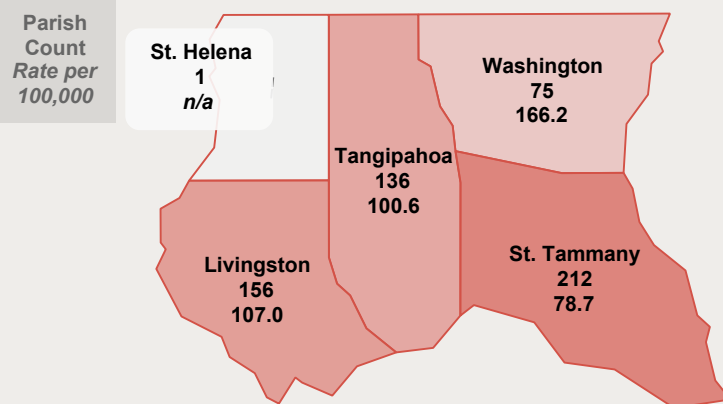 Parish
Count
Rate per
100,000
St. Helena
1
n/a
Washington
75
166.2
Tangipahoa
136
100.6
Livingston
156
107.0
St. Tammany
212
78.7